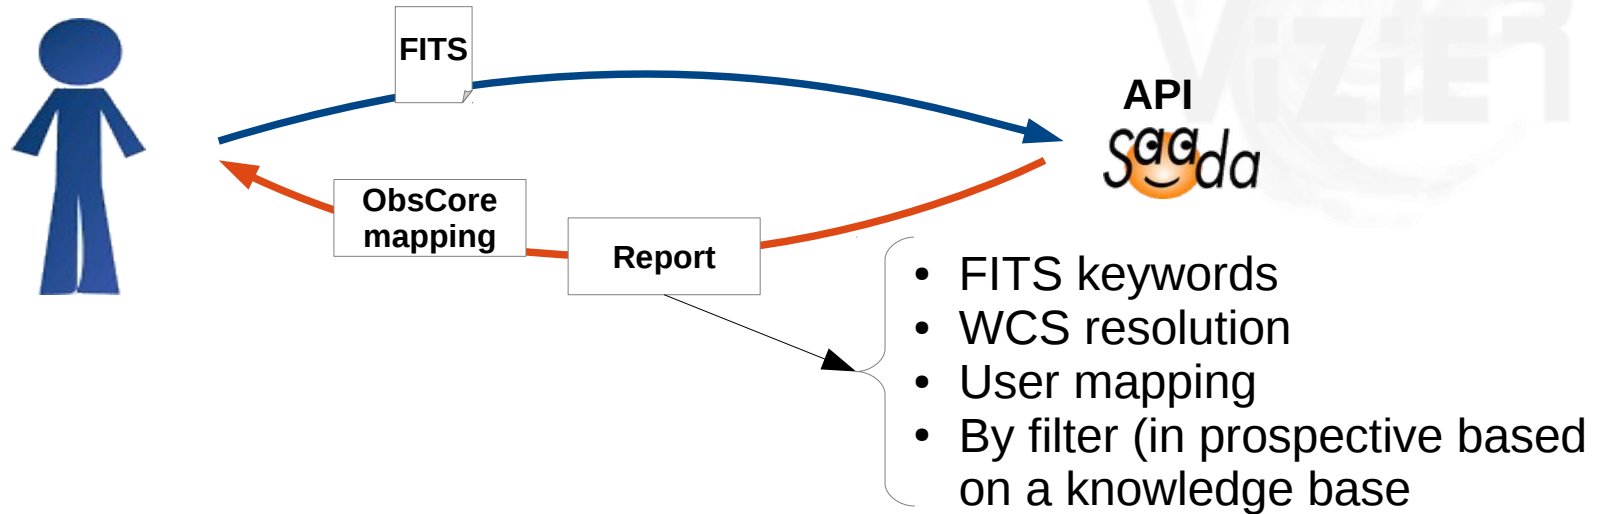 ViZiER
FITS
API
saada
ObsCore
mapping
Report
• FITS keywords
• WCS resolution
• User mapping
• By filter (in prospective based
on a knowledge base